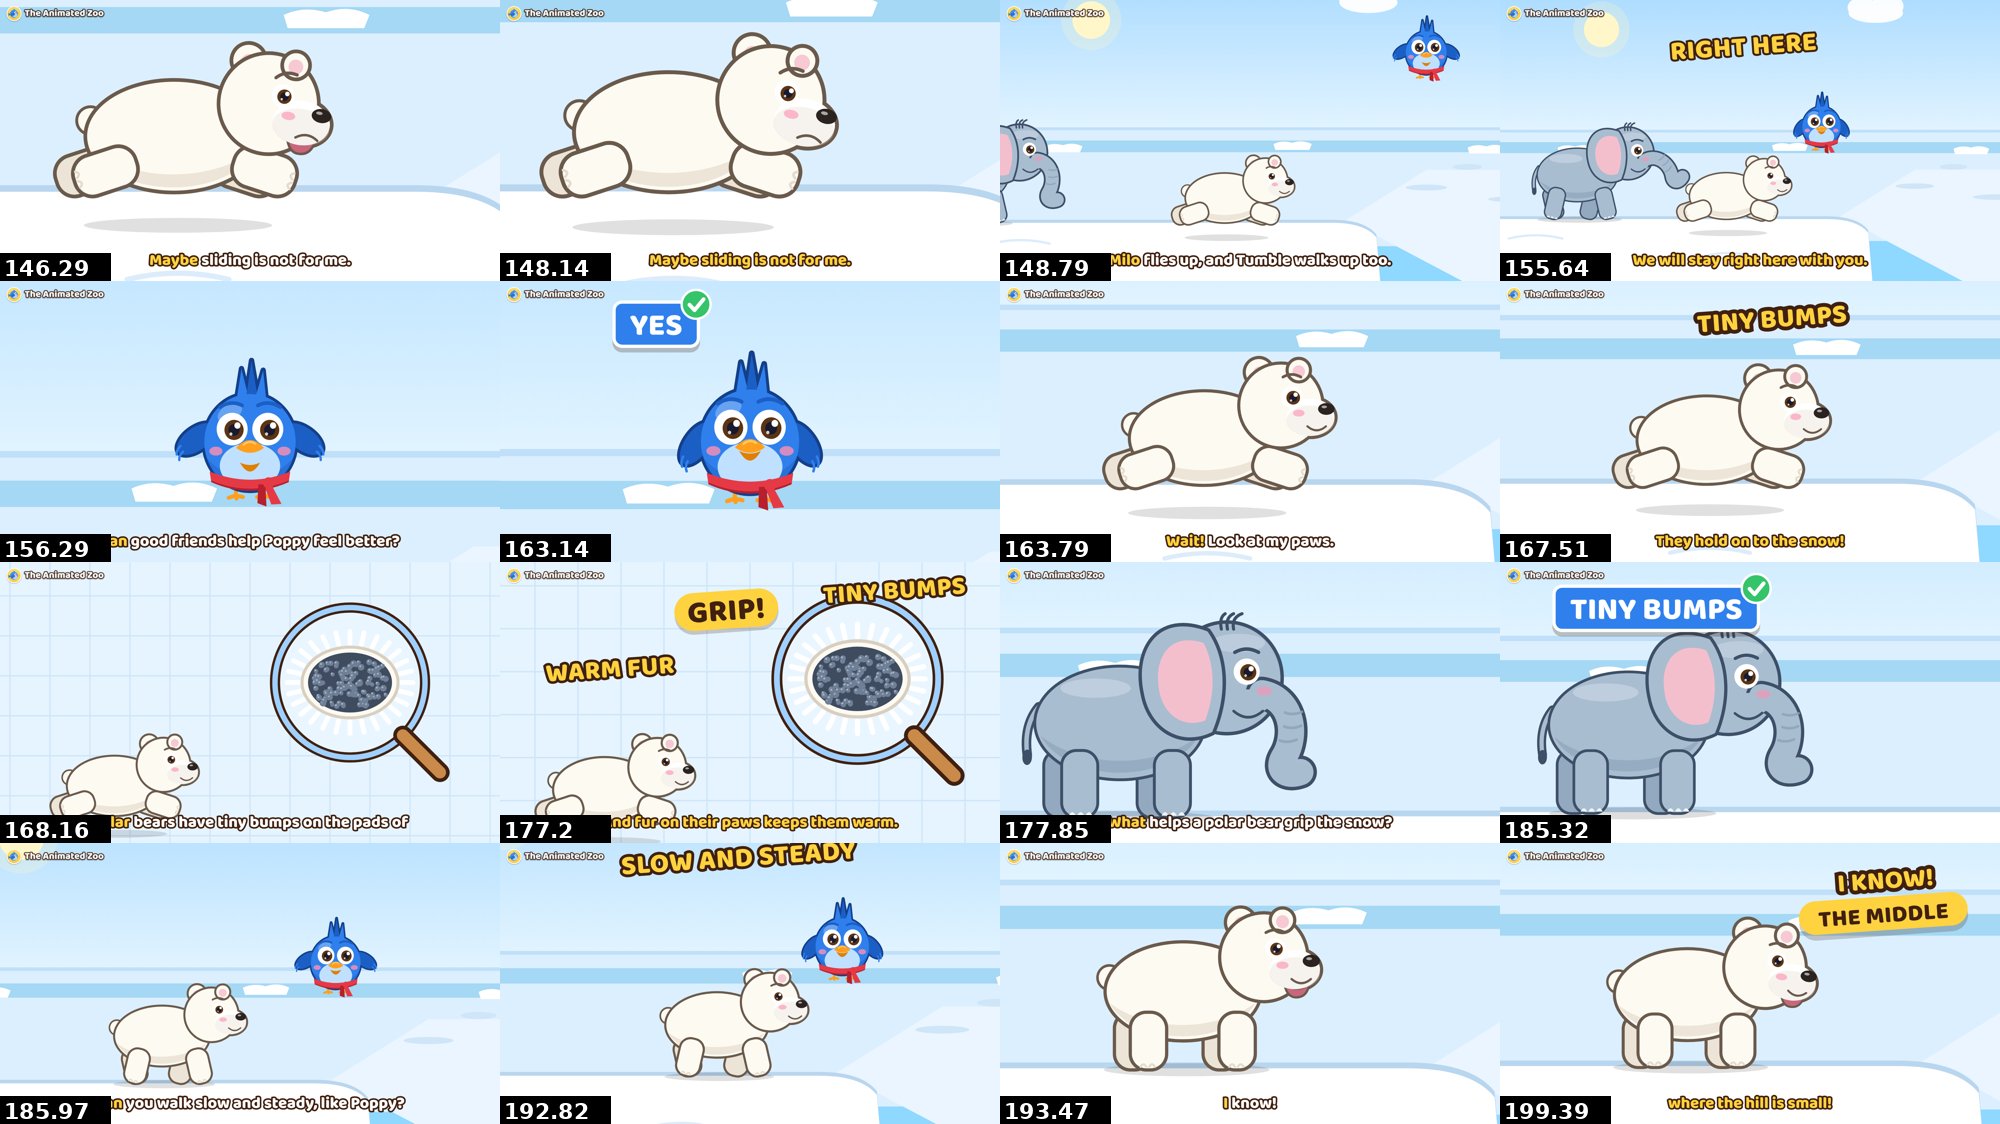 The Animated Zoo
Maybe sliding is not for me.
146.29
The Animated Zoo
Maybe sliding is not for me.
148.14
The Animated Zoo
Milo flies up, and Tumble walks up too.
148.79
The Animated Zoo
RIGHT HERE
We will stay right here with you.
155.64
The Animated Zoo
good friends help Poppy feel better?
156.29
The Animated Zoo
YES
163.14
The Animated Zoo
Wait! Look at my paws.
163.79
The Animated Zoo
TINY BUMPS
They hold on to the snow!
167.51
The Animated Zoo
bears have tiny bumps on the pads of
168.16
The Animated Zoo
TINY BUMPS
GRIP!
WARM FUR
fur on their paws keeps them warm.
177.2
The Animated Zoo
What helps a polar bear grip the snow?
177.85
The Animated Zoo
TINY BUMPS
185.32
The Animated Zoo
you walk slow and steady, like Poppy?
185.97
The Animated Zoo
SLOW AND STEADY
192.82
The Animated Zoo
I know!
193.47
The Animated Zoo
I KNOW!
THE MIDDLE
where the hill is small!
199.39